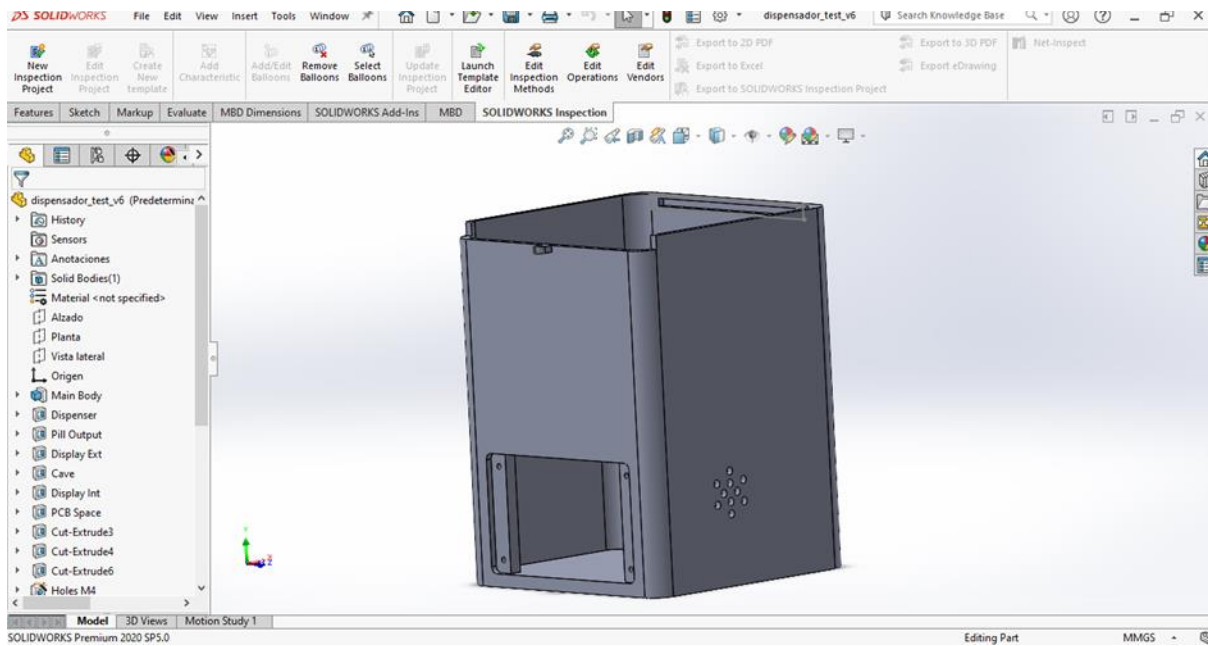 DS SOLIDWORKS File Edit View Insert Tools Window dispensador_test_v6 Search Knowledge Base
New Inspection Project
Edit Inspection Project
Create New template
Add Characteristic
Add/Edit Balloons
Remove Balloons
Select Balloons
Update Inspection Project
Launch Template Editor
Edit Inspection Methods
Edit Operations
Edit Vendors
Export to 2D PDF
Export to Excel
Export to SOLIDWORKS Inspection Project
Export to 3D PDF
Export eDrawing
Net-Inspect
Features Sketch Markup Evaluate MBD Dimensions SOLIDWORKS Add-Ins MBD SOLIDWORKS Inspection
dispensador_test_v6 (Predetermina
History
Sensors
Anotaciones
Solid Bodies(1)
Material <not specified>
Alzado
Planta
Vista lateral
Origen
Main Body
Dispenser
Pill Output
Display Ext
Cave
Display Int
PCB Space
Cut-Extrude3
Cut-Extrude4
Cut-Extrude6
Holes M4
Model 3D Views Motion Study 1
SOLIDWORKS Premium 2020 SP5.0 Editing Part MMGS